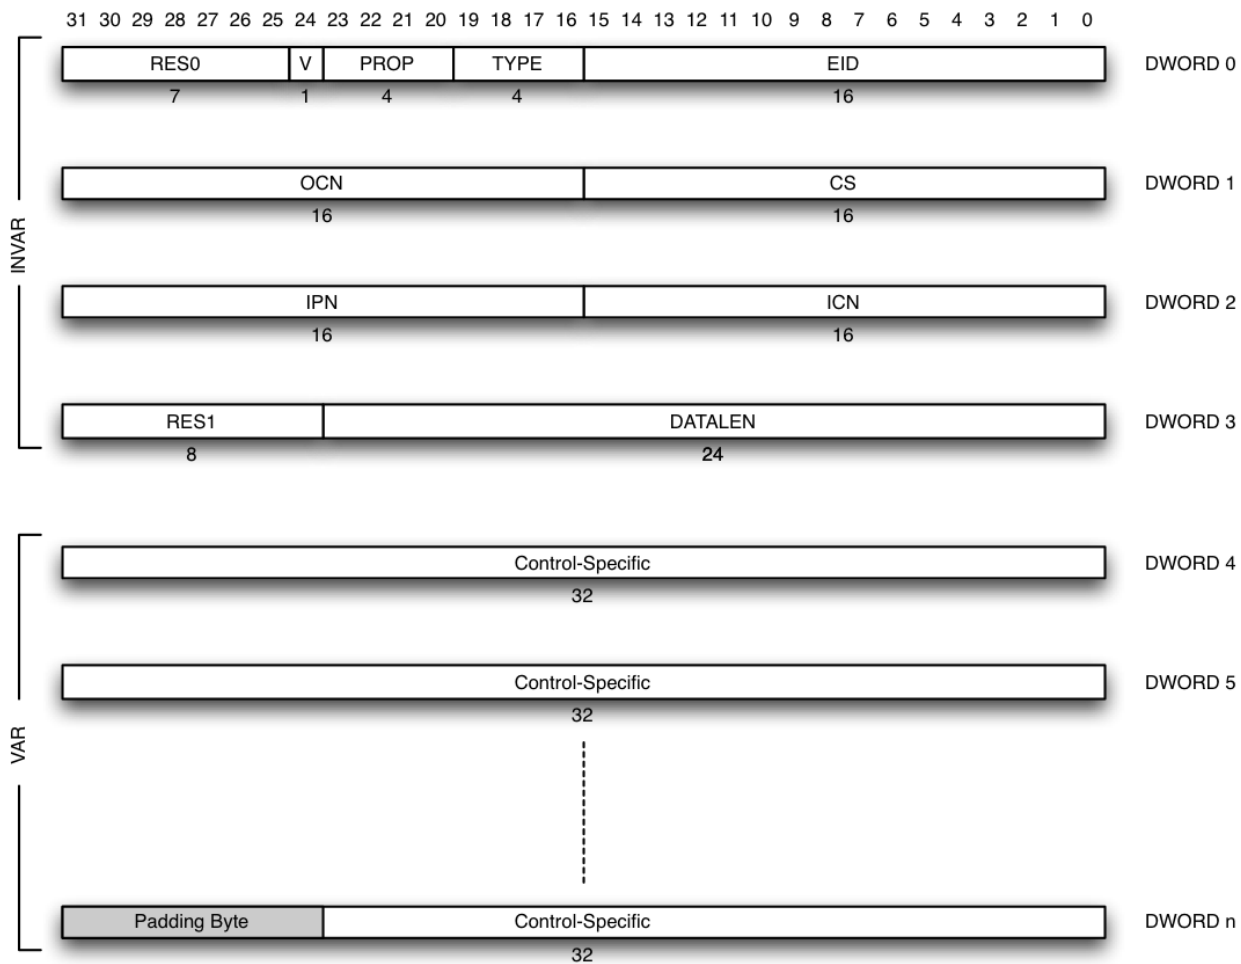 31 30 29 28 27 26 25 24 23 22 21 20 19 18 17 16 15 14 13 12 11 10 9 8 7 6 5 4 3 2 1 0
RES0 V PROP TYPE EID DWORD 0
7 1 4 4 16
OCN CS DWORD 1
16 16
INVAR
IPN ICN DWORD 2
16 16
RES1 DATALEN DWORD 3
8 24
Control-Specific DWORD 4
32
Control-Specific DWORD 5
32
VAR
Padding Byte Control-Specific DWORD n
32